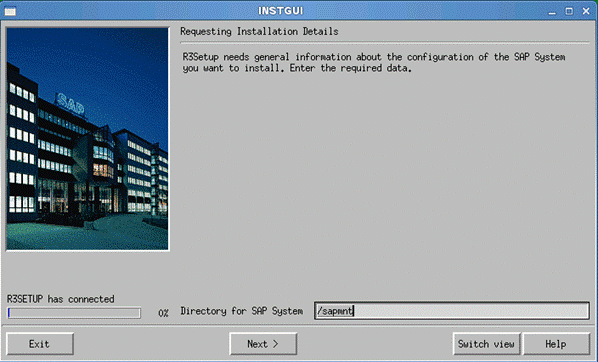 INSTGUI
Requesting Installation Details
R3Setup needs general information about the configuration of the SAP System
you want to install. Enter the required data.
SAP
R3SETUP has connected
0%
Directory for SAP System
/sapmnt
Exit
Next >
Switch view
Help